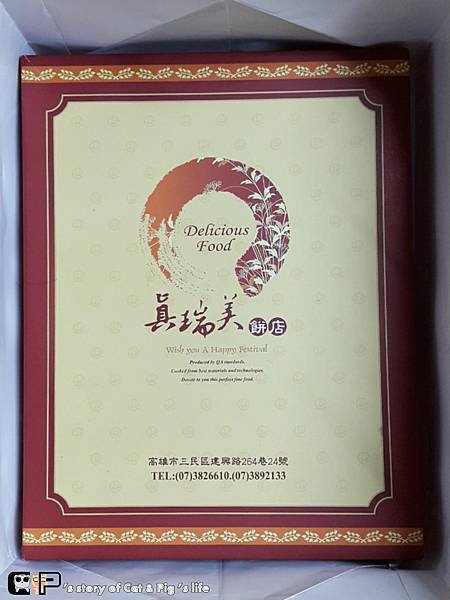 Delicious
Food
真瑞美餅店
Wish you A Happy Festival
Produced by QA standards.
Cooked from best materials and technologies.
Devote to you this perfect fine food.
高雄市三民區建興路264巷24號
TEL:(07)3826610.(07)3892133
CP 's story of Cat & Pig 's life